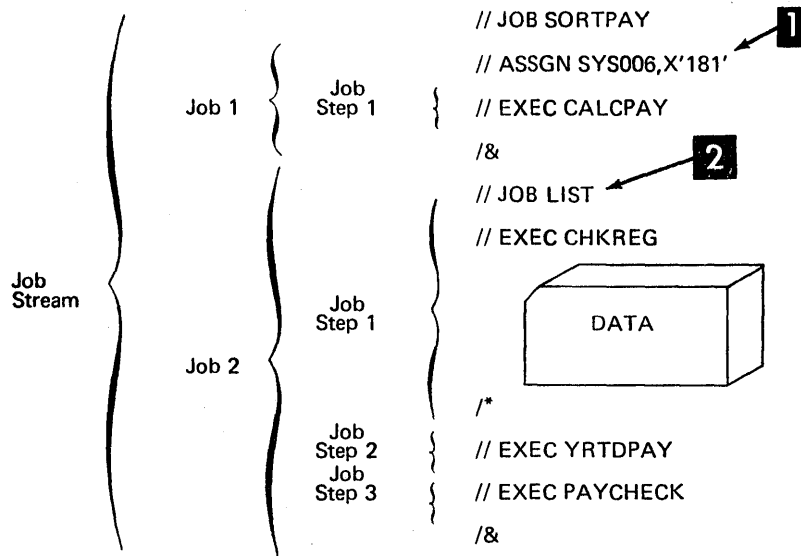 // JOB SORTPAY
1
// ASSGN SYS006,X'181'
Job 1
Job
Step 1
// EXEC CALCPAY
/&
2
// JOB LIST
// EXEC CHKREG
Job
Stream
Job
Step 1
DATA
Job 2
/*
Job
Step 2
// EXEC YRTDPAY
Job
Step 3
// EXEC PAYCHECK
/&